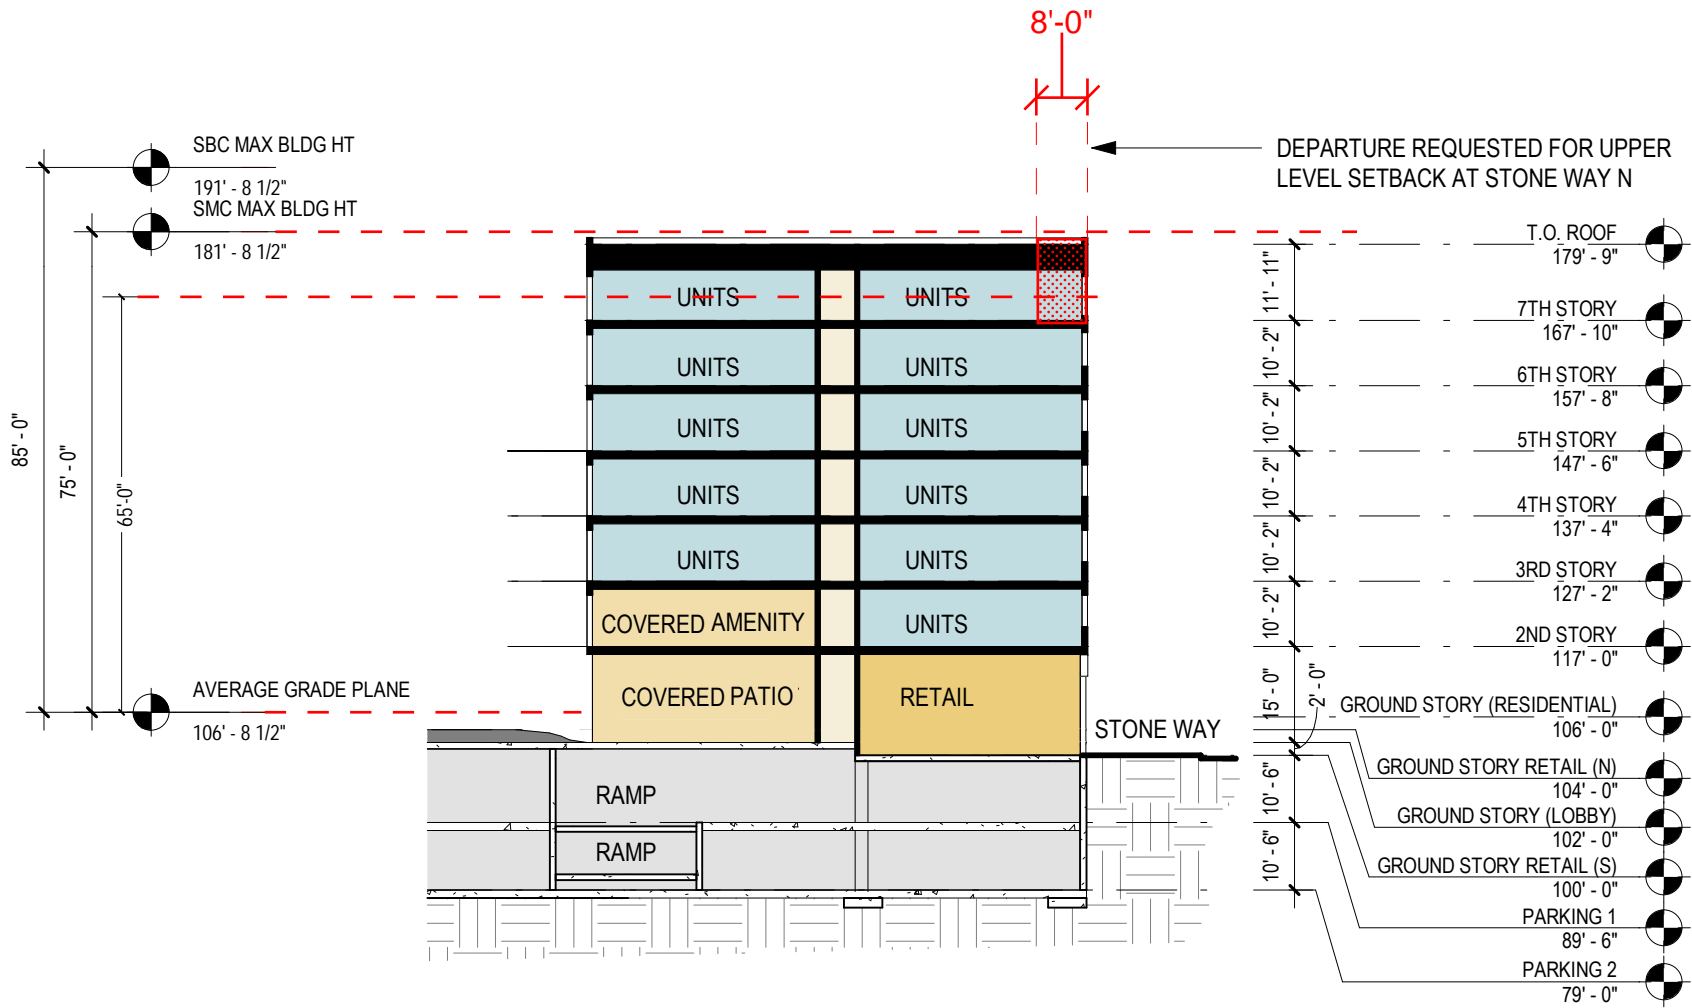 8'-0"
DEPARTURE REQUESTED FOR UPPER
LEVEL SETBACK AT STONE WAY N
SBC MAX BLDG HT
191' - 8 1/2"
SMC MAX BLDG HT
181' - 8 1/2"
85' - 0"
75' - 0"
65'-0"
AVERAGE GRADE PLANE
106' - 8 1/2"
UNITS UNITS
UNITS UNITS
UNITS UNITS
UNITS UNITS
UNITS UNITS
COVERED AMENITY UNITS
COVERED PATIO RETAIL
STONE WAY
RAMP
RAMP
11' - 11"
10' - 2"
10' - 2"
10' - 2"
10' - 2"
10' - 2"
15' - 0"
2' - 0"
10' - 6"
10' - 6"
T.O. ROOF
179' - 9"
7TH STORY
167' - 10"
6TH STORY
157' - 8"
5TH STORY
147' - 6"
4TH STORY
137' - 4"
3RD STORY
127' - 2"
2ND STORY
117' - 0"
GROUND STORY (RESIDENTIAL)
106' - 0"
GROUND STORY RETAIL (N)
104' - 0"
GROUND STORY (LOBBY)
102' - 0"
GROUND STORY RETAIL (S)
100' - 0"
PARKING 1
89' - 6"
PARKING 2
79' - 0"